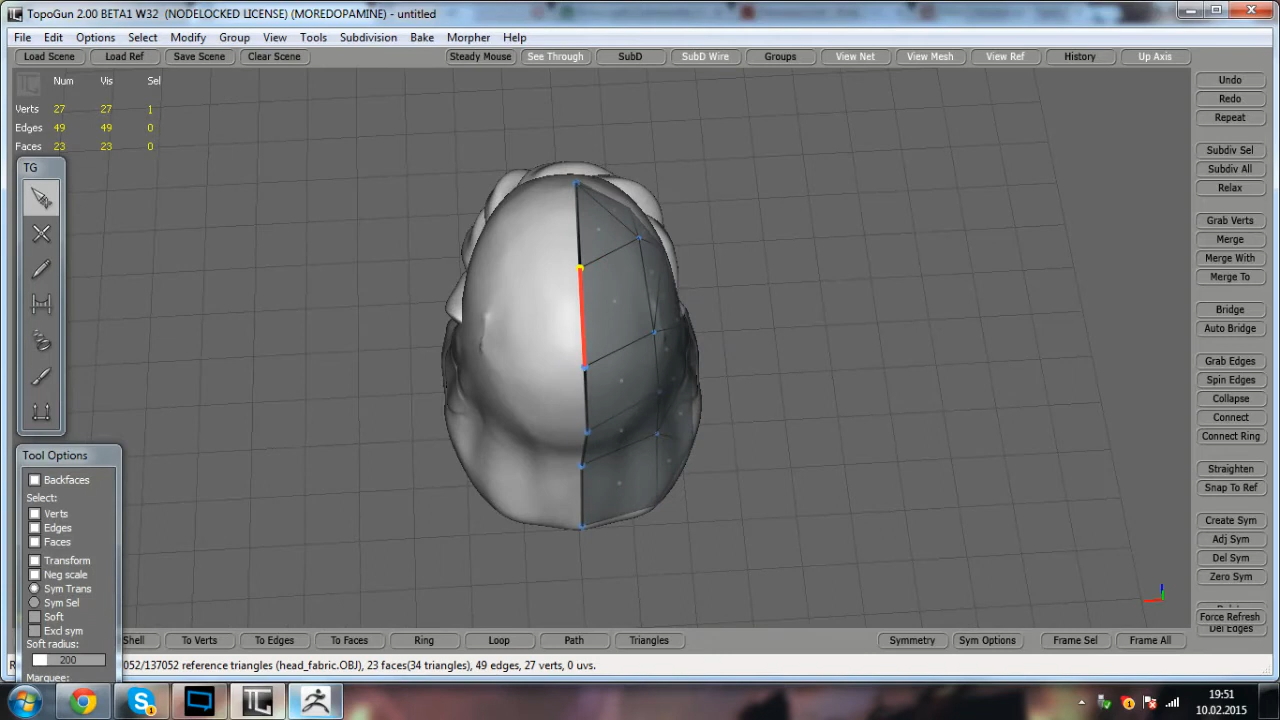 TopoGun 2.00 BETA1 W32 (NODELOCKED LICENSE) (MOREDOPAMINE) - untitled
File Edit Options Select Modify Group View Tools Subdivision Bake Morpher Help
Load Scene Load Ref Save Scene Clear Scene Steady Mouse See Through SubD SubD Wire Groups View Net View Mesh View Ref History Up Axis
Num Vis Sel
Verts 27 27 1
Edges 49 49 0
Faces 23 23 0
TG
Tool Options
Backfaces
Select:
Verts
Edges
Faces
Transform
Neg scale
Sym Trans
Sym Sel
Soft
Excl sym
Soft radius:
200
Marquee:
Undo
Redo
Repeat
Subdiv Sel
Subdiv All
Relax
Grab Verts
Merge
Merge With
Merge To
Bridge
Auto Bridge
Grab Edges
Spin Edges
Collapse
Connect
Connect Ring
Straighten
Snap To Ref
Create Sym
Adj Sym
Del Sym
Zero Sym
Force Refresh
Del Edges
Shell To Verts To Edges To Faces Ring Loop Path Triangles Symmetry Sym Options Frame Sel Frame All
052/137052 reference triangles (head_fabric.OBJ), 23 faces(34 triangles), 49 edges, 27 verts, 0 uvs.
19:51
10.02.2015